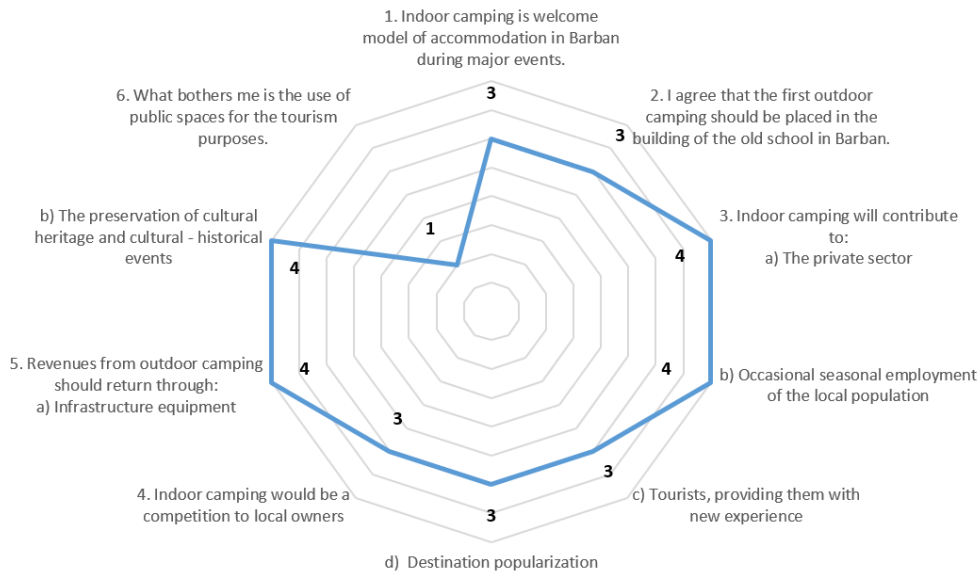 1. Indoor camping is welcome
model of accommodation in Barban
during major events.
3
2. I agree that the first outdoor
camping should be placed in the
building of the old school in Barban.
3
3. Indoor camping will contribute
to:
a) The private sector
4
b) Occasional seasonal employment
of the local population
4
c) Tourists, providing them with
new experience
3
d) Destination popularization
3
4. Indoor camping would be a
competition to local owners
3
5. Revenues from outdoor camping
should return through:
a) Infrastructure equipment
4
b) The preservation of cultural
heritage and cultural - historical
events
4
6. What bothers me is the use of
public spaces for the tourism
purposes.
1